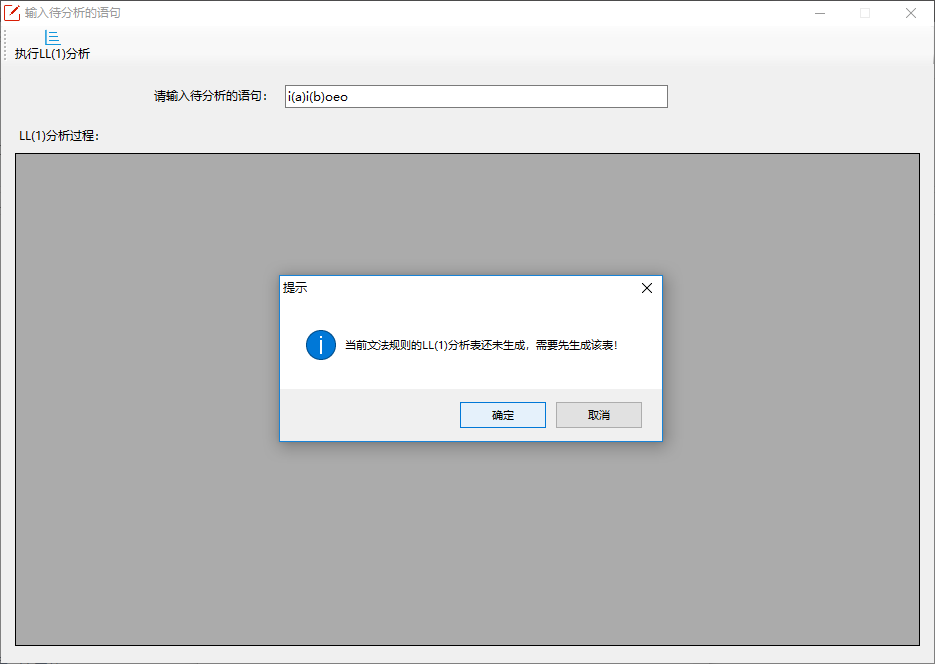 输入待分析的语句
执行LL(1)分析
请输入待分析的语句：
i(a)i(b)oeo
LL(1)分析过程：
提示
当前文法规则的LL(1)分析表还未生成，需要先生成该表！
确定
取消